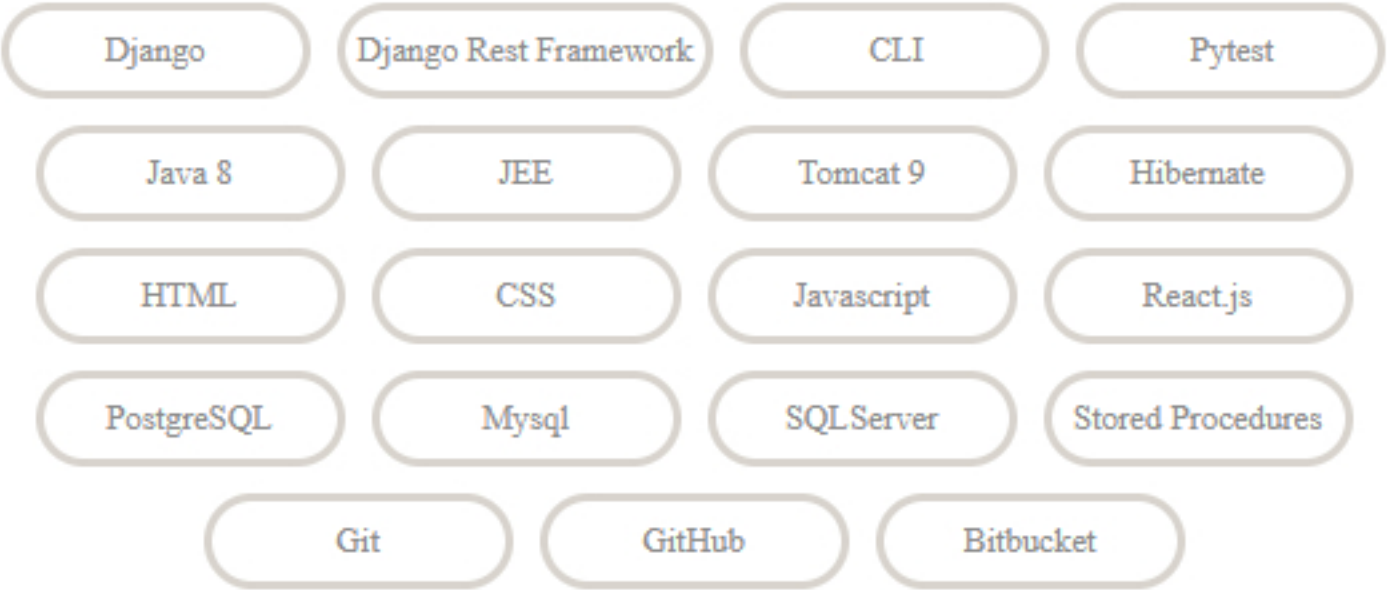 Django Django Rest Framework CLI Pytest
Java 8 JEE Tomcat 9 Hibernate
HTML CSS Javascript React.js
PostgreSQL Mysql SQLServer Stored Procedures
Git GitHub Bitbucket